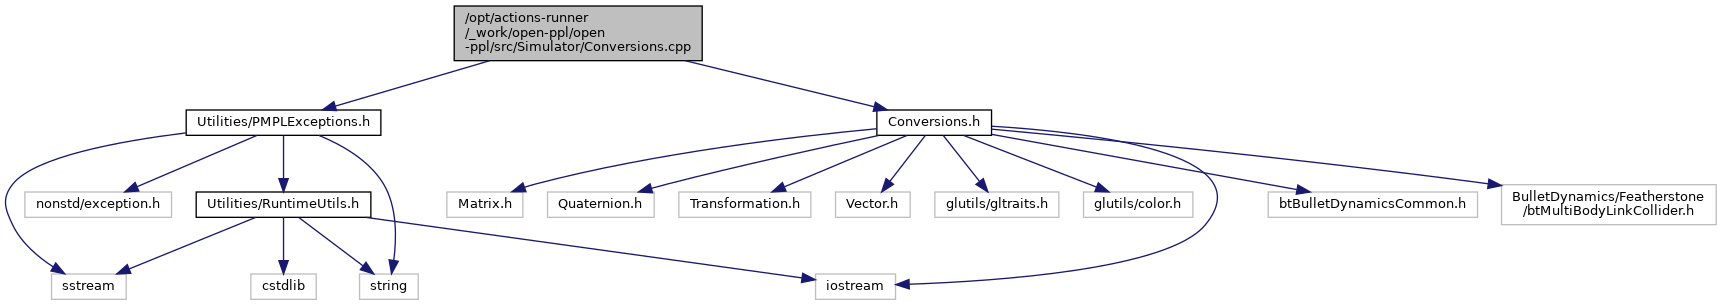 /opt/actions-runner
/_work/open-ppl/open
-ppl/src/Simulator/Conversions.cpp
Utilities/PMPLExceptions.h
Conversions.h
nonstd/exception.h
Utilities/RuntimeUtils.h
Matrix.h
Quaternion.h
Transformation.h
Vector.h
glutils/gltraits.h
glutils/color.h
btBulletDynamicsCommon.h
BulletDynamics/Featherstone
/btMultiBodyLinkCollider.h
sstream
cstdlib
string
iostream